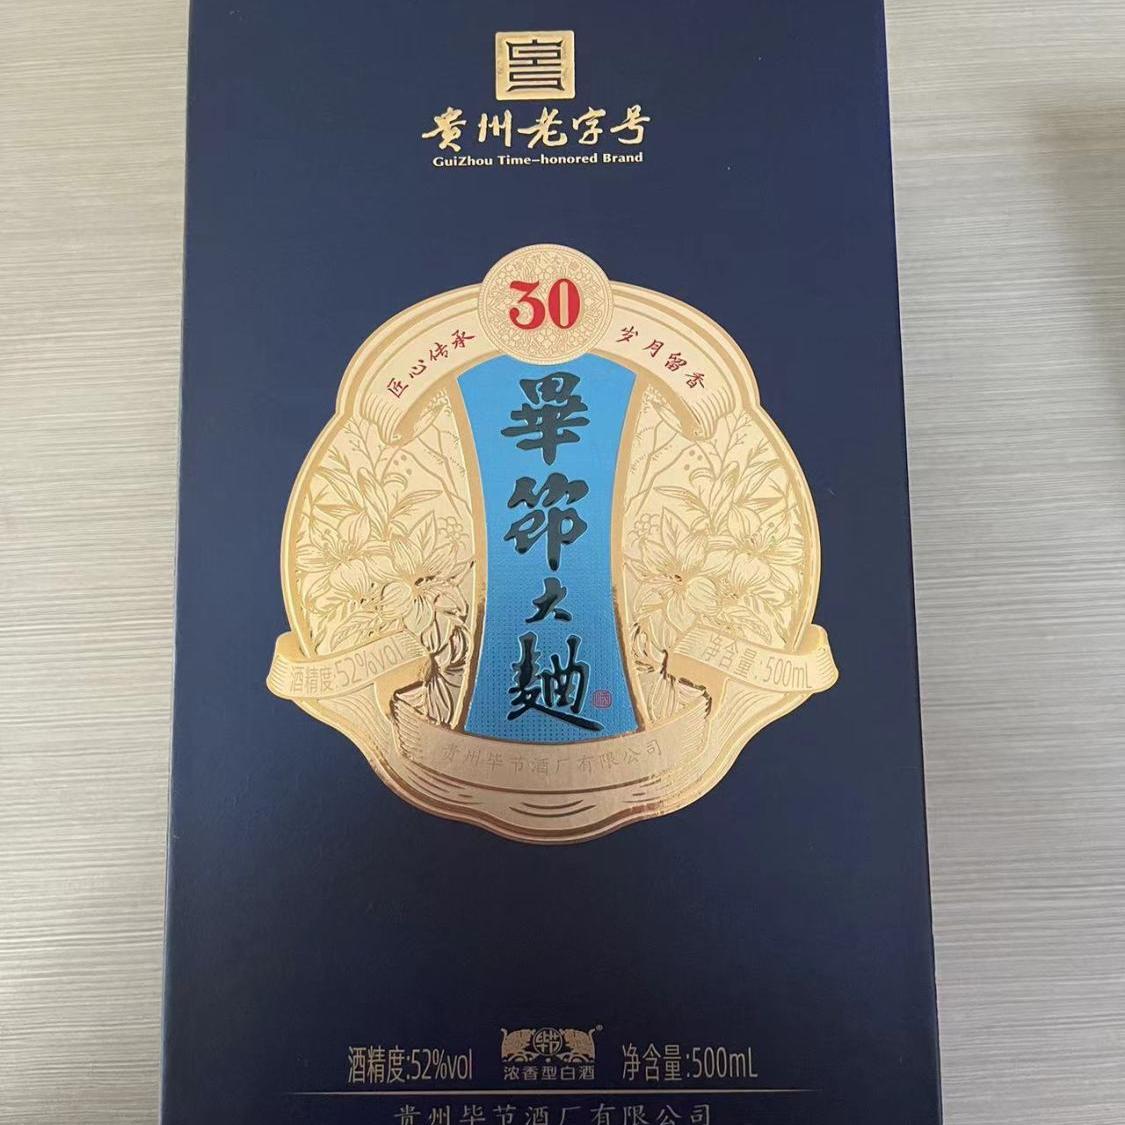 贵州老字号
GuiZhou Time-honored Brand
30
匠心传承
岁月留香
畢
節
大
麯
酒精度:52%vol
净含量:500mL
贵州毕节酒厂有限公司
毕节
酒精度:52%vol
浓香型白酒
净含量:500mL
贵州毕节酒厂有限公司